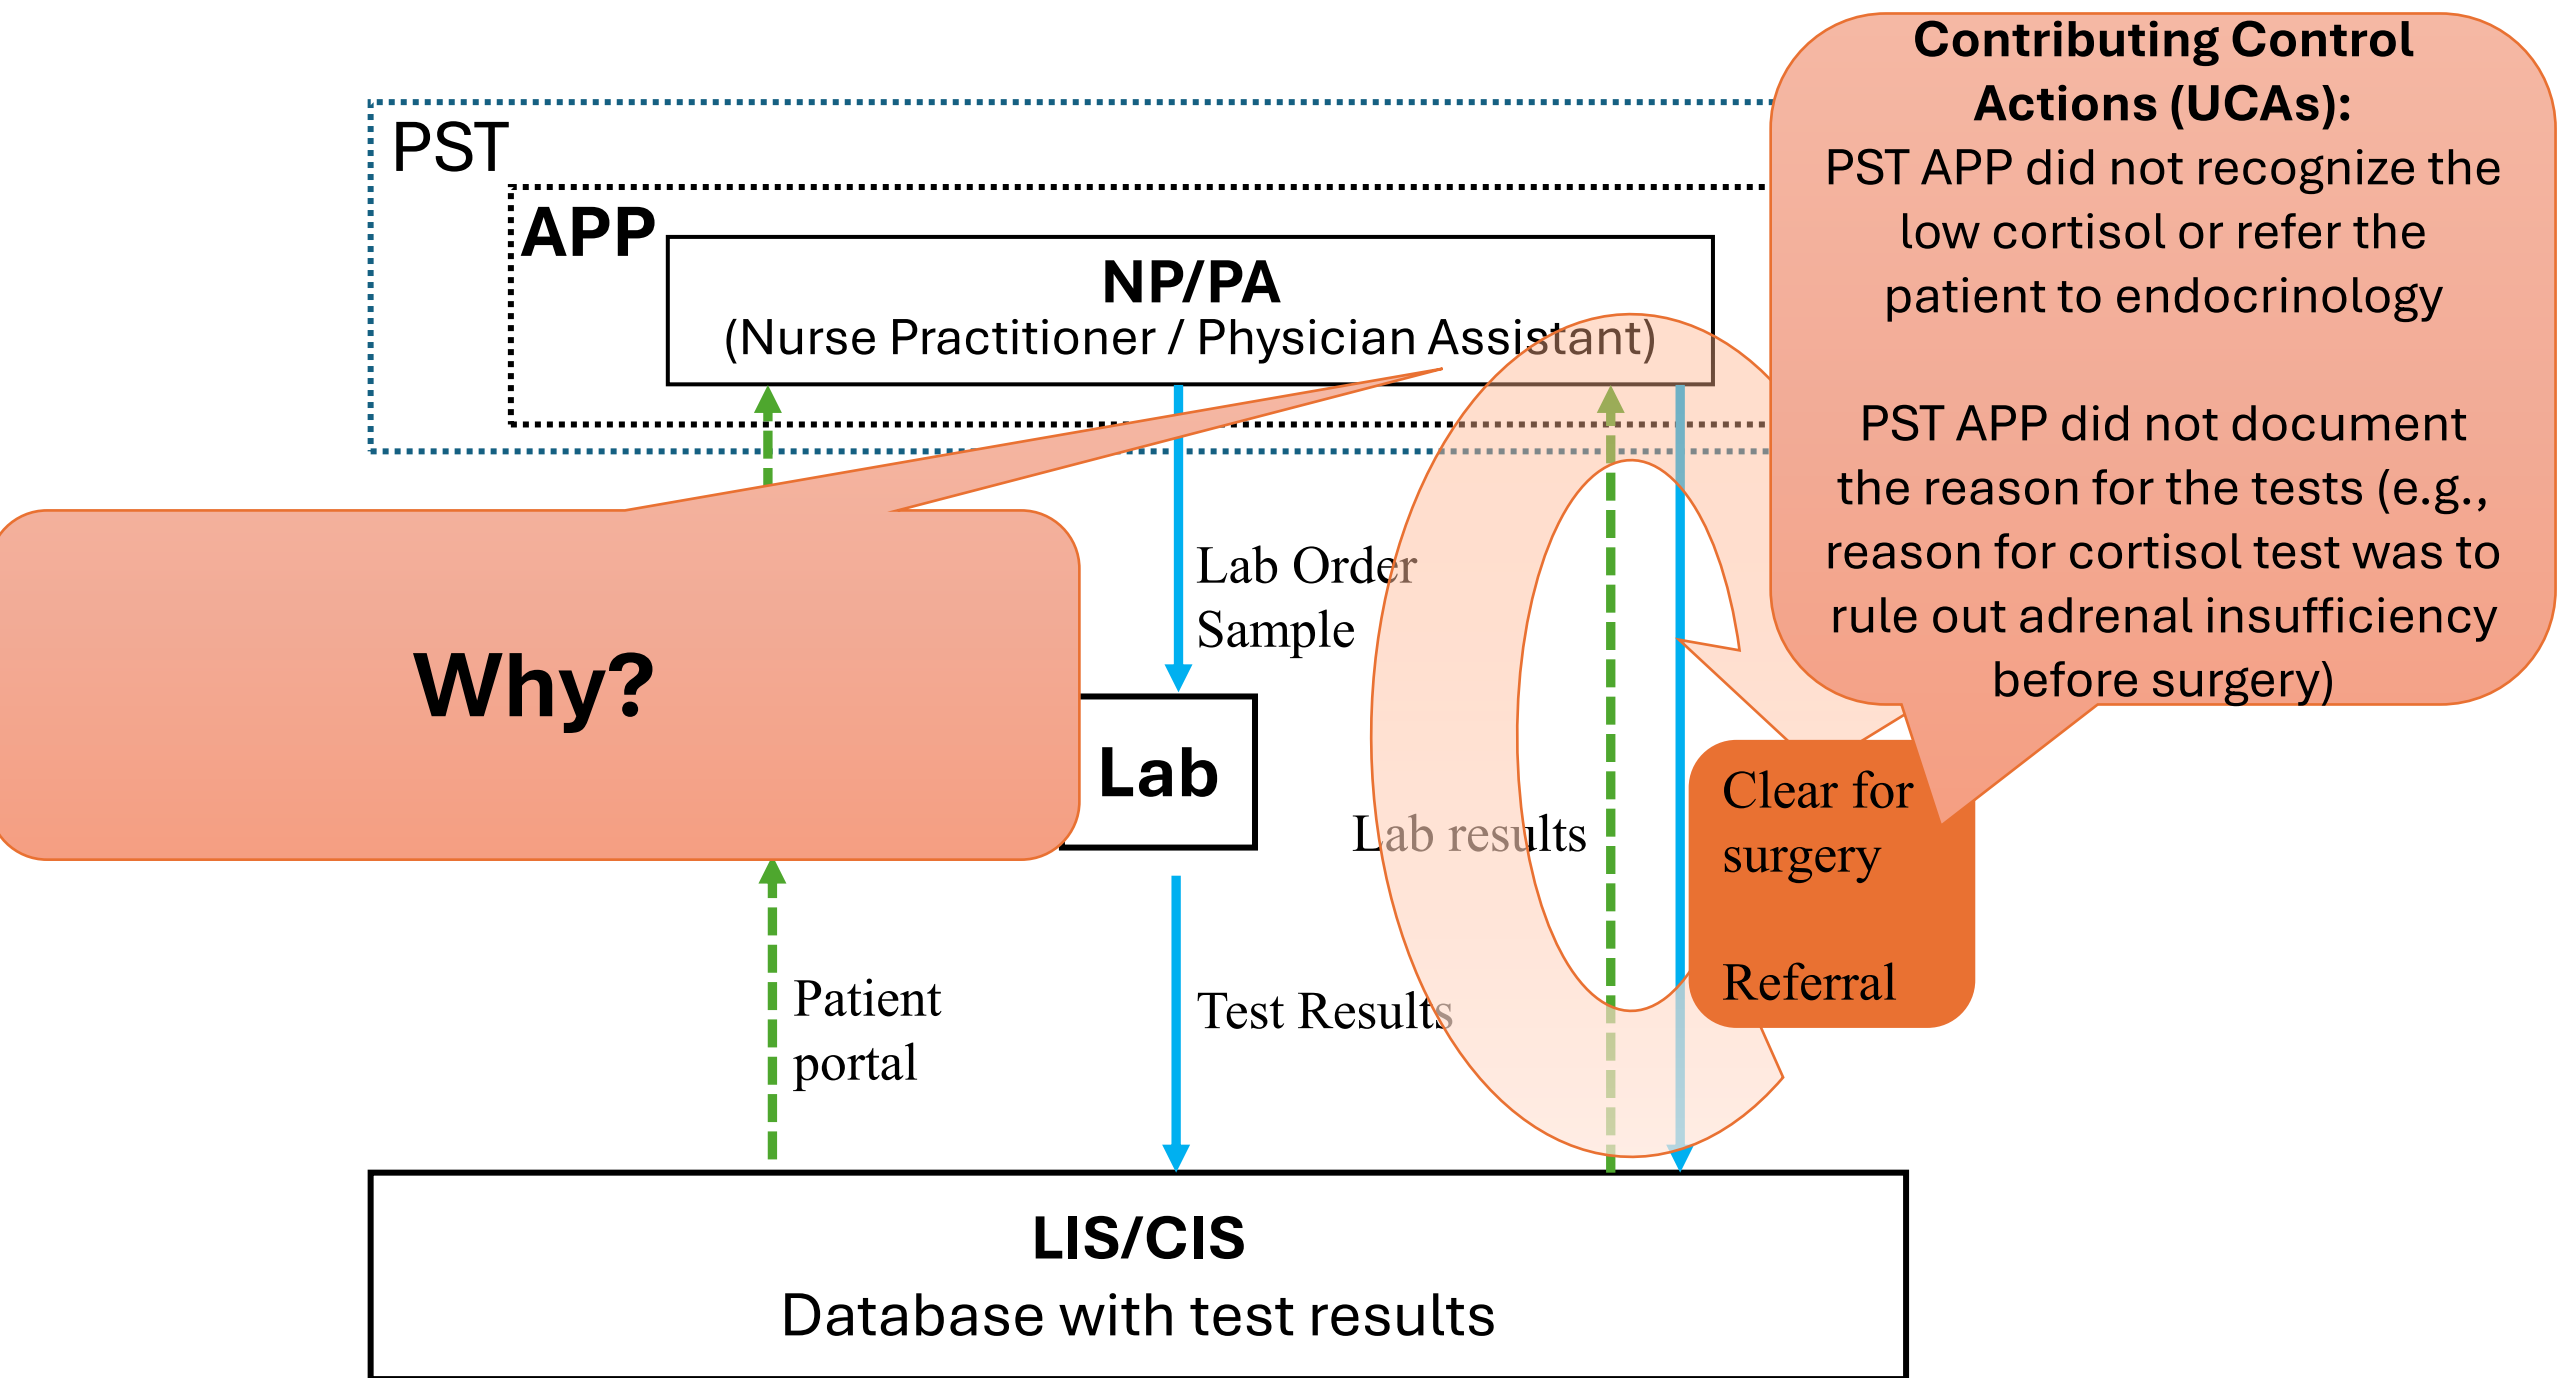 Contributing Control
Actions (UCAs):
PST APP did not recognize the
low cortisol or refer the
patient to endocrinology
PST APP did not document
the reason for the tests (e.g.,
reason for cortisol test was to
rule out adrenal insufficiency
before surgery)
PST
APP
NP/PA
(Nurse Practitioner / Physician Assistant)
Why?
Lab Order
Sample
Lab
Lab results
Clear for
surgery
Referral
Patient
portal
Test Results
LIS/CIS
Database with test results